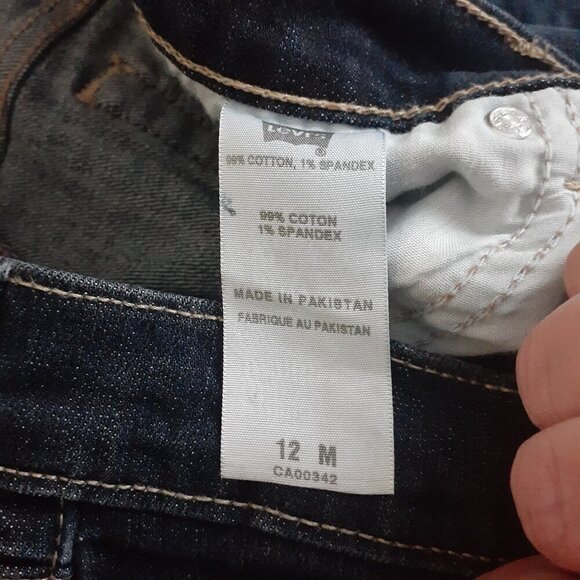 Levi's
®
99% COTTON, 1% SPANDEX
99% COTON
1% SPANDEX
MADE IN PAKISTAN
FABRIQUE AU PAKISTAN
12 M
CA00342